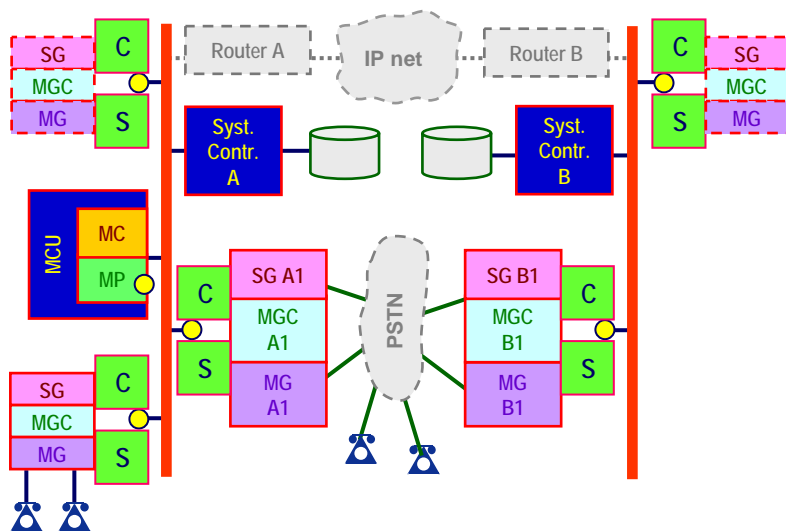 SG
MGC
MG
C
S
Router A
IP net
Router B
C
S
SG
MGC
MG
Syst.
Contr.
A
Syst.
Contr.
B
MCU
MC
MP
C
S
SG A1
MGC
A1
MG
A1
PSTN
SG B1
MGC
B1
MG
B1
C
S
SG
MGC
MG
C
S